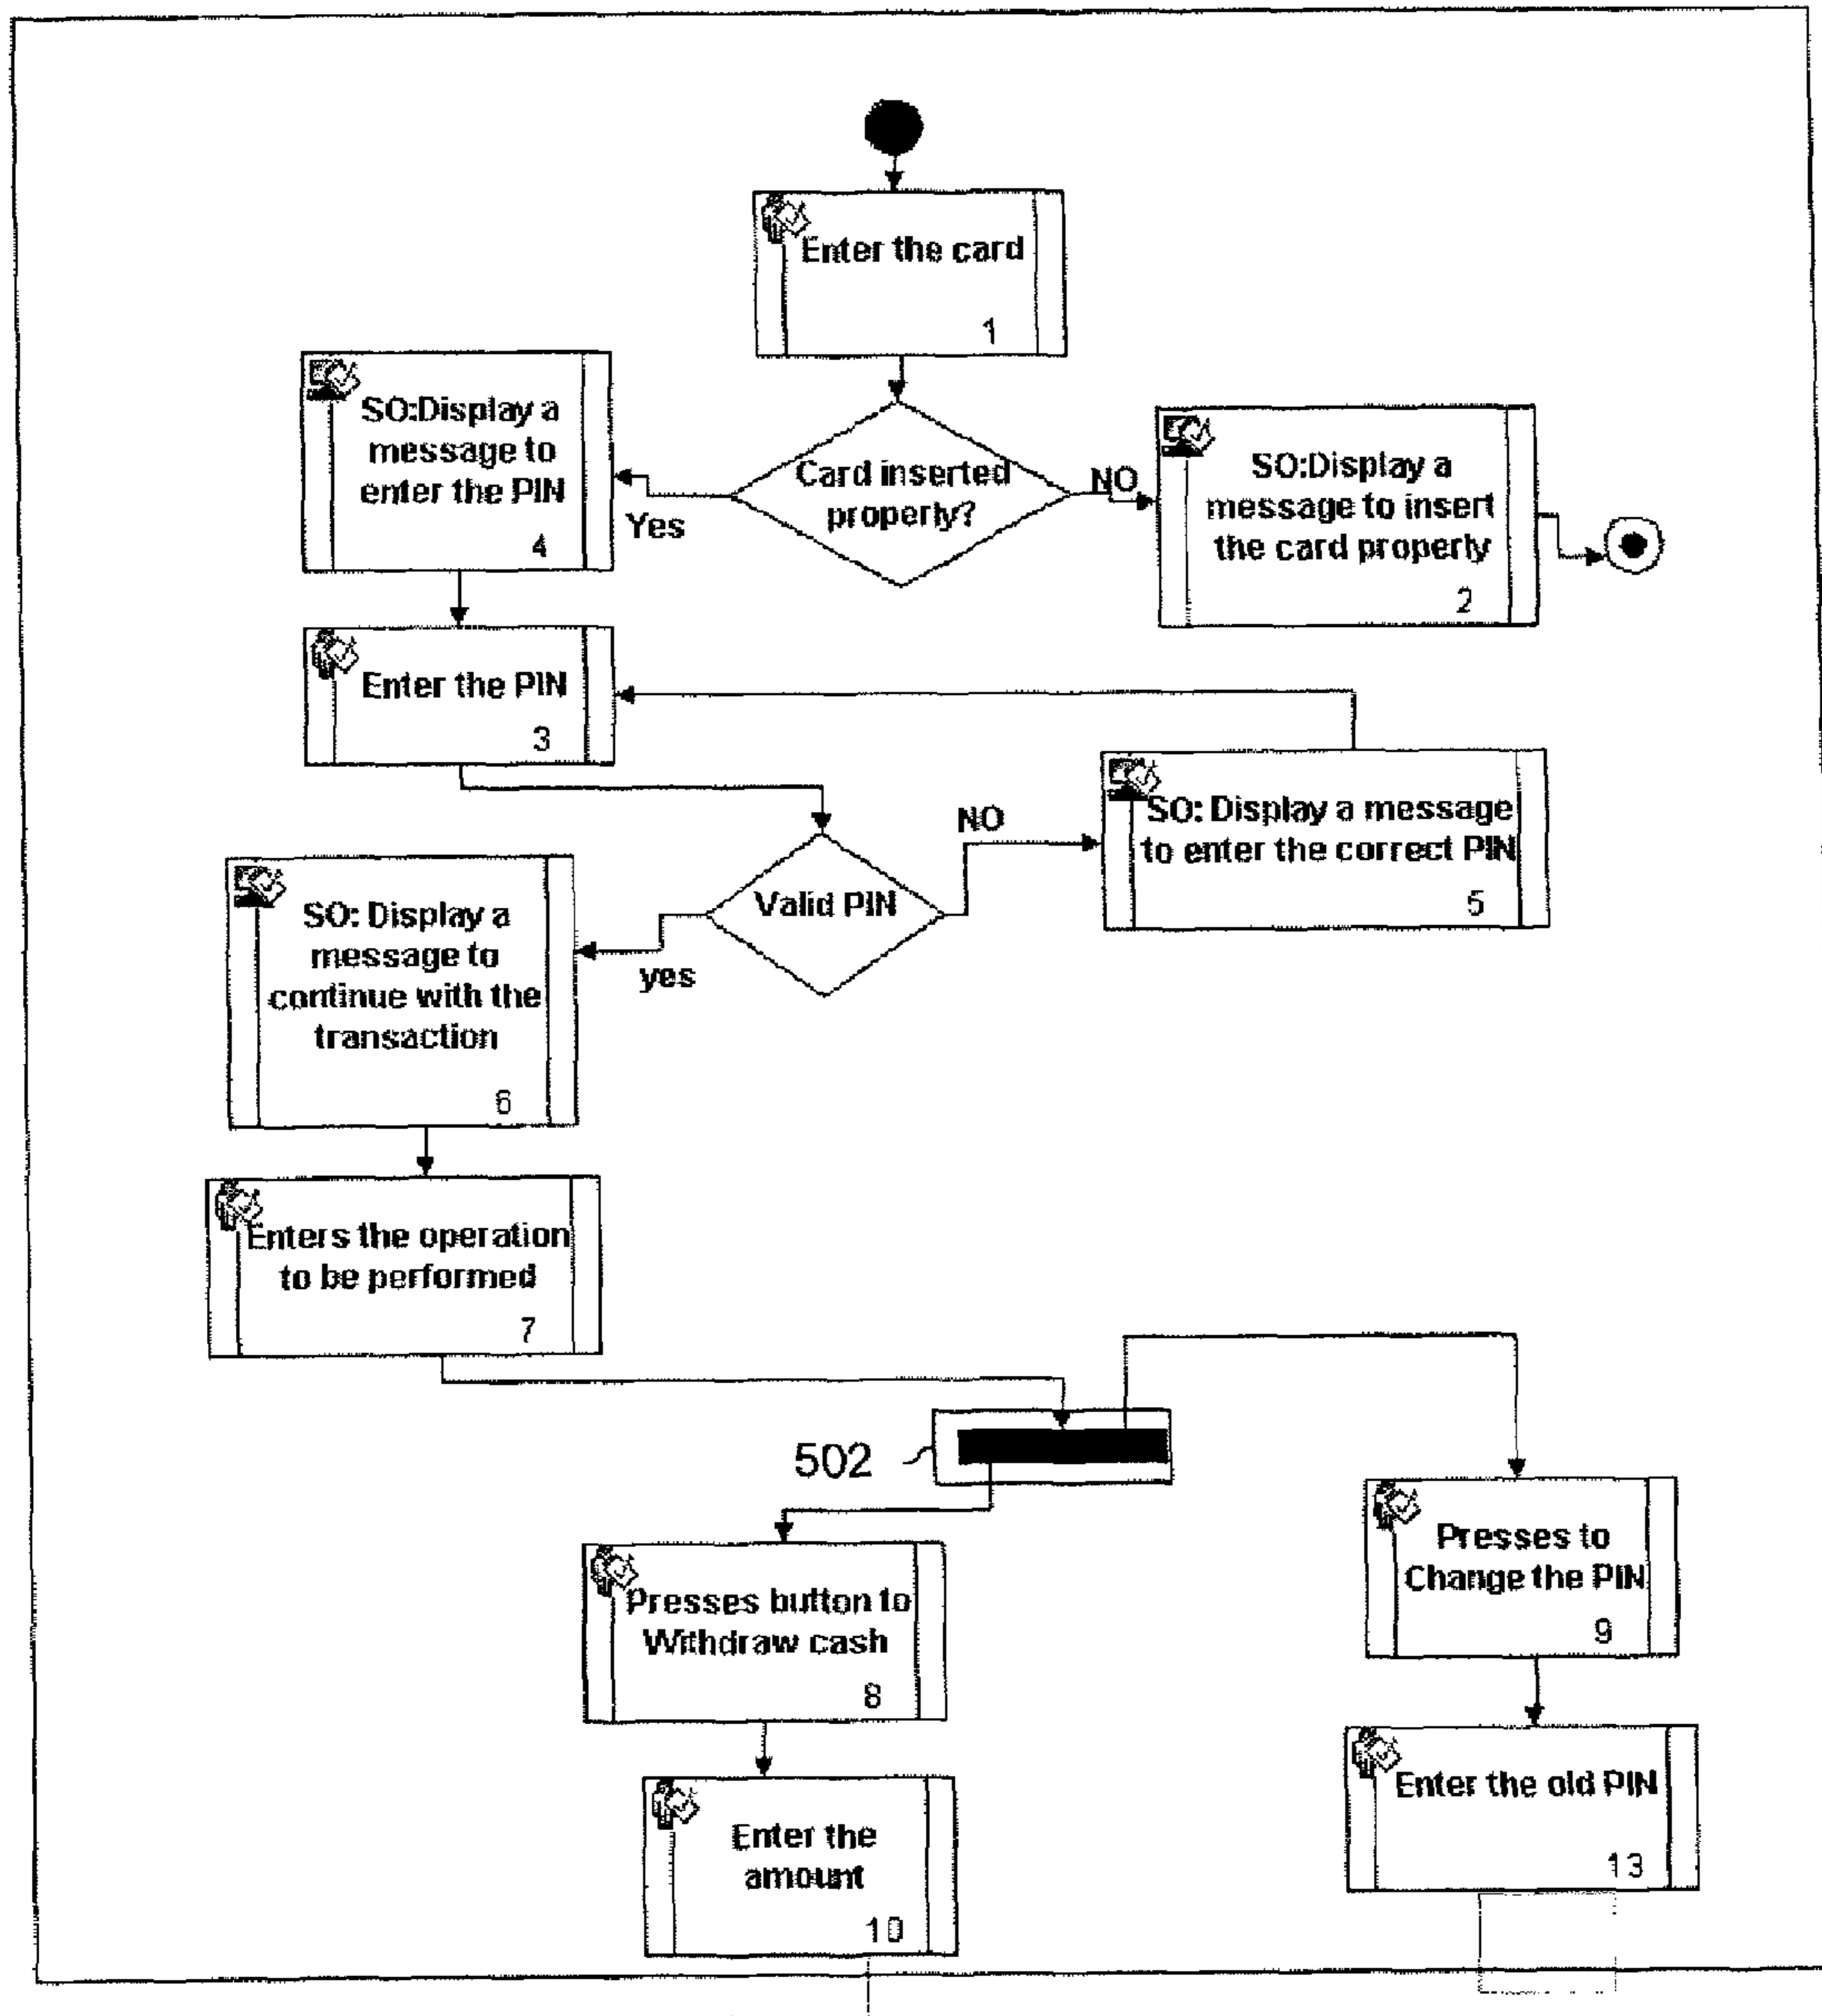 Enter the card
1
SO:Display a
message to
enter the PIN
4
Yes
Card inserted
properly?
NO
SO:Display a
message to insert
the card properly
2
Enter the PIN
3
Valid PIN
NO
SO: Display a message
to enter the correct PIN
5
yes
SO: Display a
message to
continue with the
transaction
6
Enters the operation
to be performed
7
502
Presses button to
Withdraw cash
8
Presses to
Change the PIN
9
Enter the
amount
10
Enter the old PIN
13